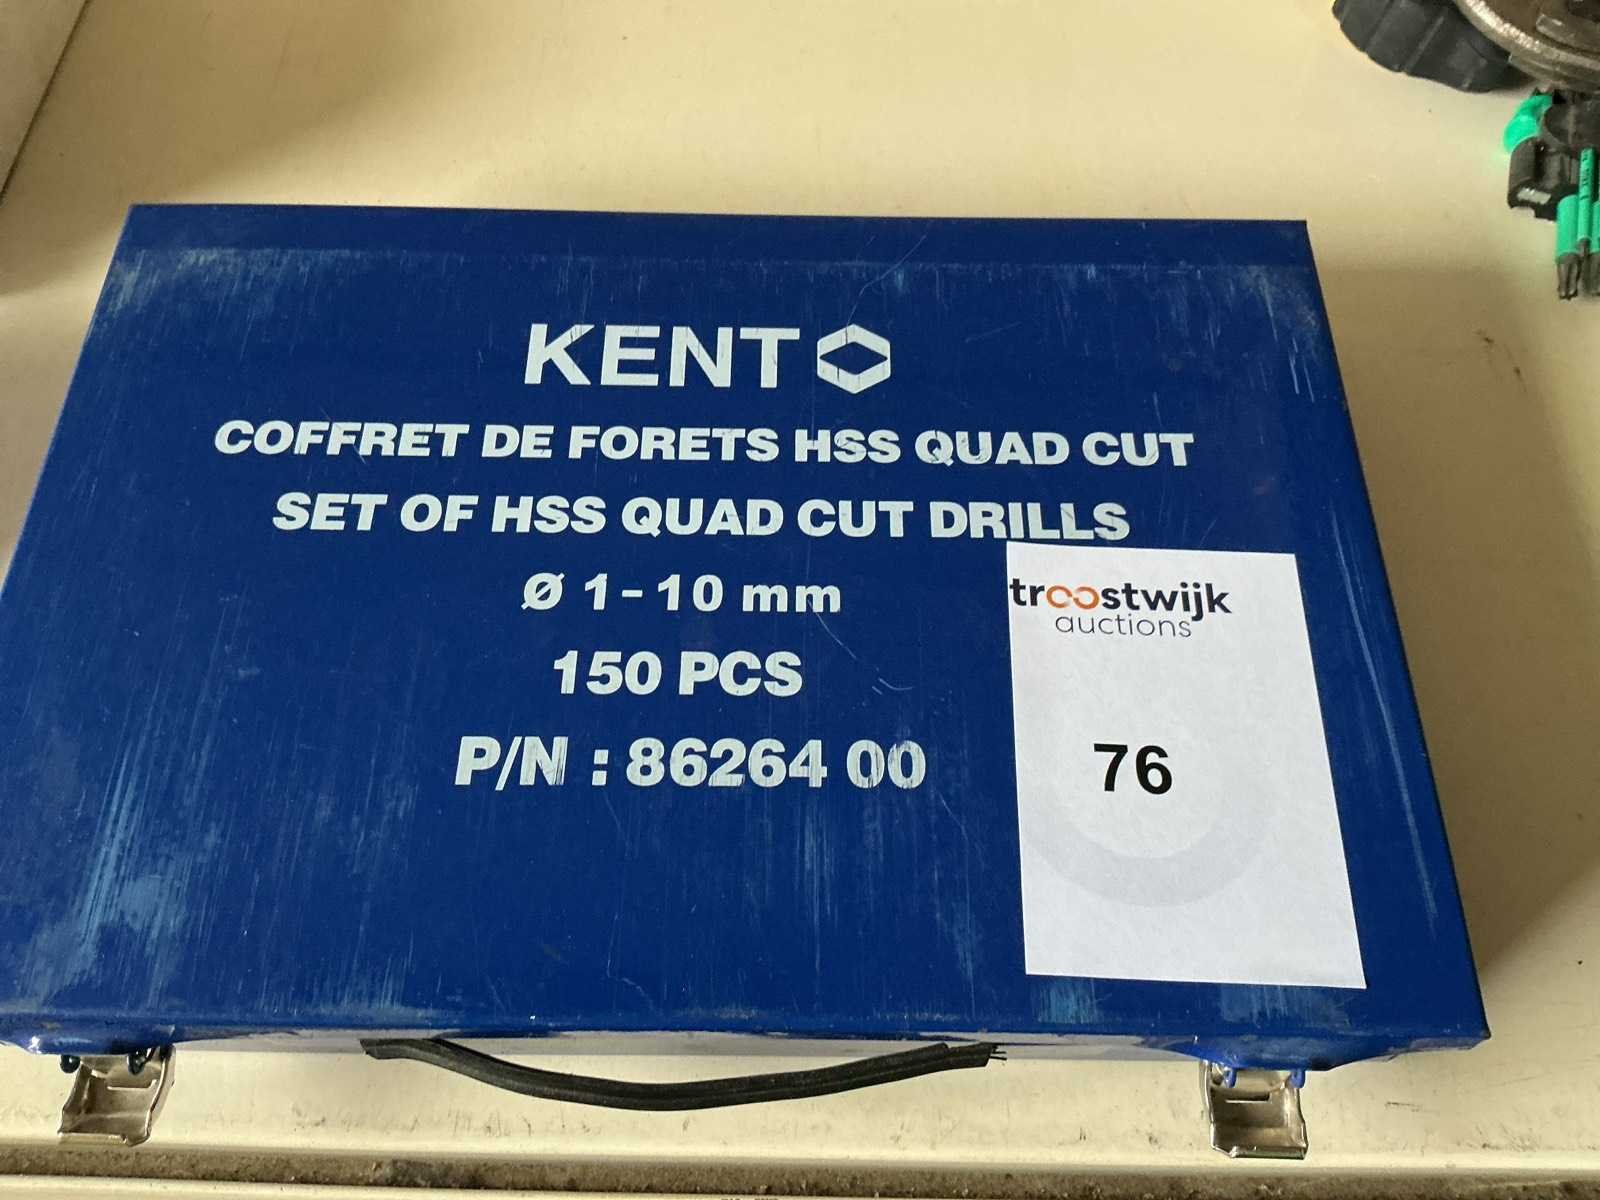 KENT
COFFRET DE FORETS HSS QUAD CUT
SET OF HSS QUAD CUT DRILLS
Ø 1-10 mm
150 PCS
P/N : 86264 00
troostwijk
auctions
76